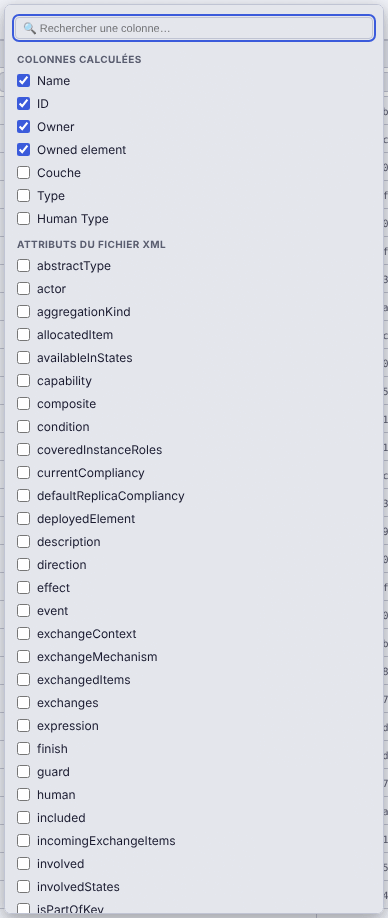 🔍 Rechercher une colonne…
COLONNES CALCULÉES
Name
ID
Owner
Owned element
Couche
Type
Human Type
ATTRIBUTS DU FICHIER XML
abstractType
actor
aggregationKind
allocatedItem
availableInStates
capability
composite
condition
coveredInstanceRoles
currentCompliancy
defaultReplicaCompliancy
deployedElement
description
direction
effect
event
exchangeContext
exchangeMechanism
exchangedItems
exchanges
expression
finish
guard
human
included
incomingExchangeItems
involved
involvedStates
isPartOfKey